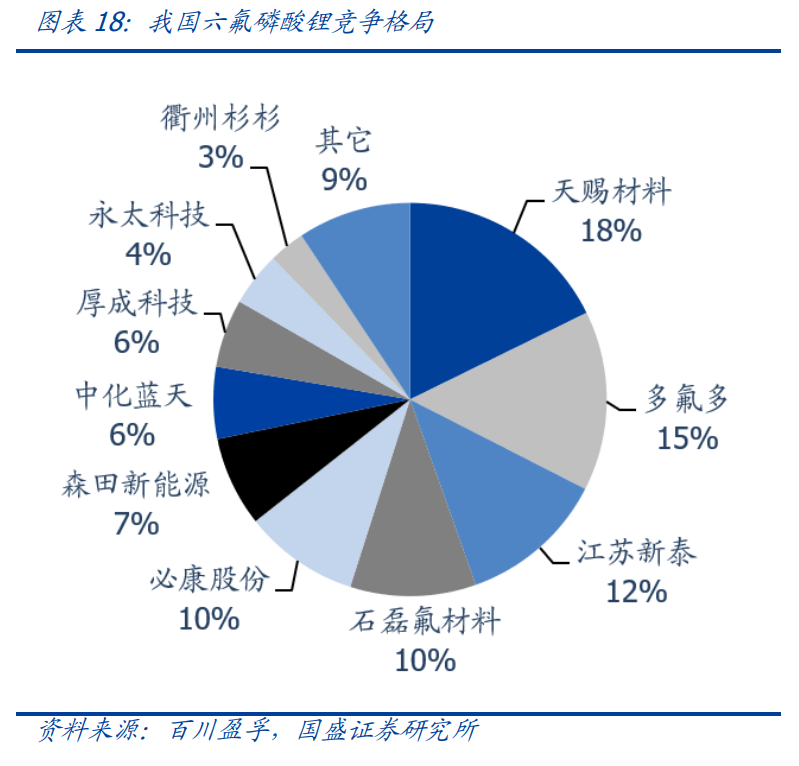 图表 18：我国六氟磷酸锂竞争格局
天赐材料
18%
多氟多
15%
江苏新泰
12%
石磊氟材料
10%
必康股份
10%
森田新能源
7%
中化蓝天
6%
厚成科技
6%
永太科技
4%
衢州杉杉
3%
其它
9%
资料来源：百川盈孚，国盛证券研究所